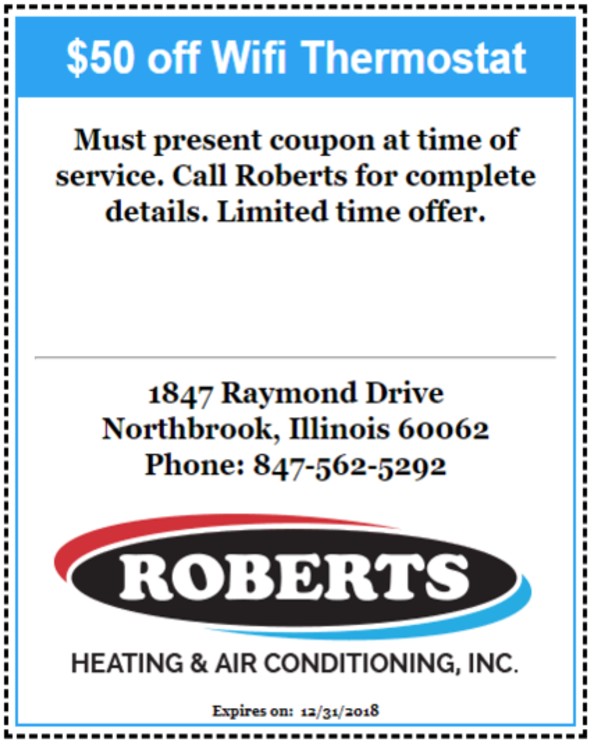 $50 off Wifi Thermostat
Must present coupon at time of
service. Call Roberts for complete
details. Limited time offer.
1847 Raymond Drive
Northbrook, Illinois 60062
Phone: 847-562-5292
ROBERTS
HEATING & AIR CONDITIONING, INC.
Expires on: 12/31/2018